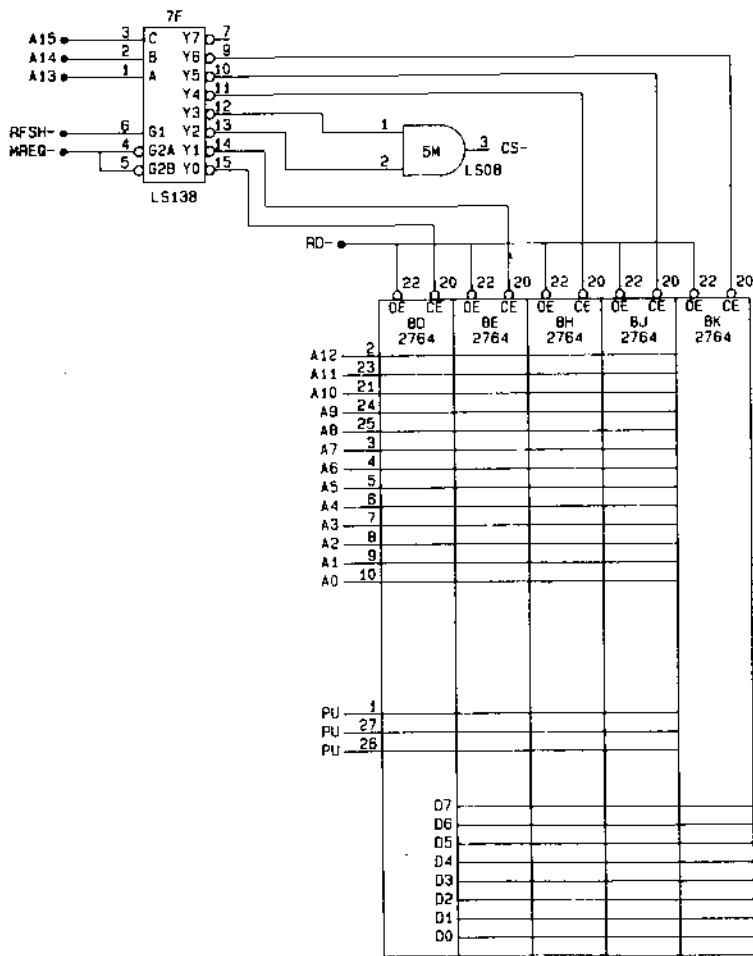 7F
A15 3 C Y7 7
A14 2 B Y6 9
A13 1 A Y5 10
Y4 11
Y3 12
RFSH- 6 G1 Y2 13
MREQ- 4 G2A Y1 14
5 G2B Y0 15
LS138
1
2
5M
3 CS-
LS08
RD-
22 20 22 20 22 20 22 20 22 20
OE CE OE CE OE CE OE CE OE CE
8D 8E 8H 8J 8K
2764 2764 2764 2764 2764
A12 2
A11 23
A10 21
A9 24
A8 25
A7 3
A6 4
A5 5
A4 6
A3 7
A2 8
A1 9
A0 10
PU 1
PU 27
PU 26
D7
D6
D5
D4
D3
D2
D1
D0